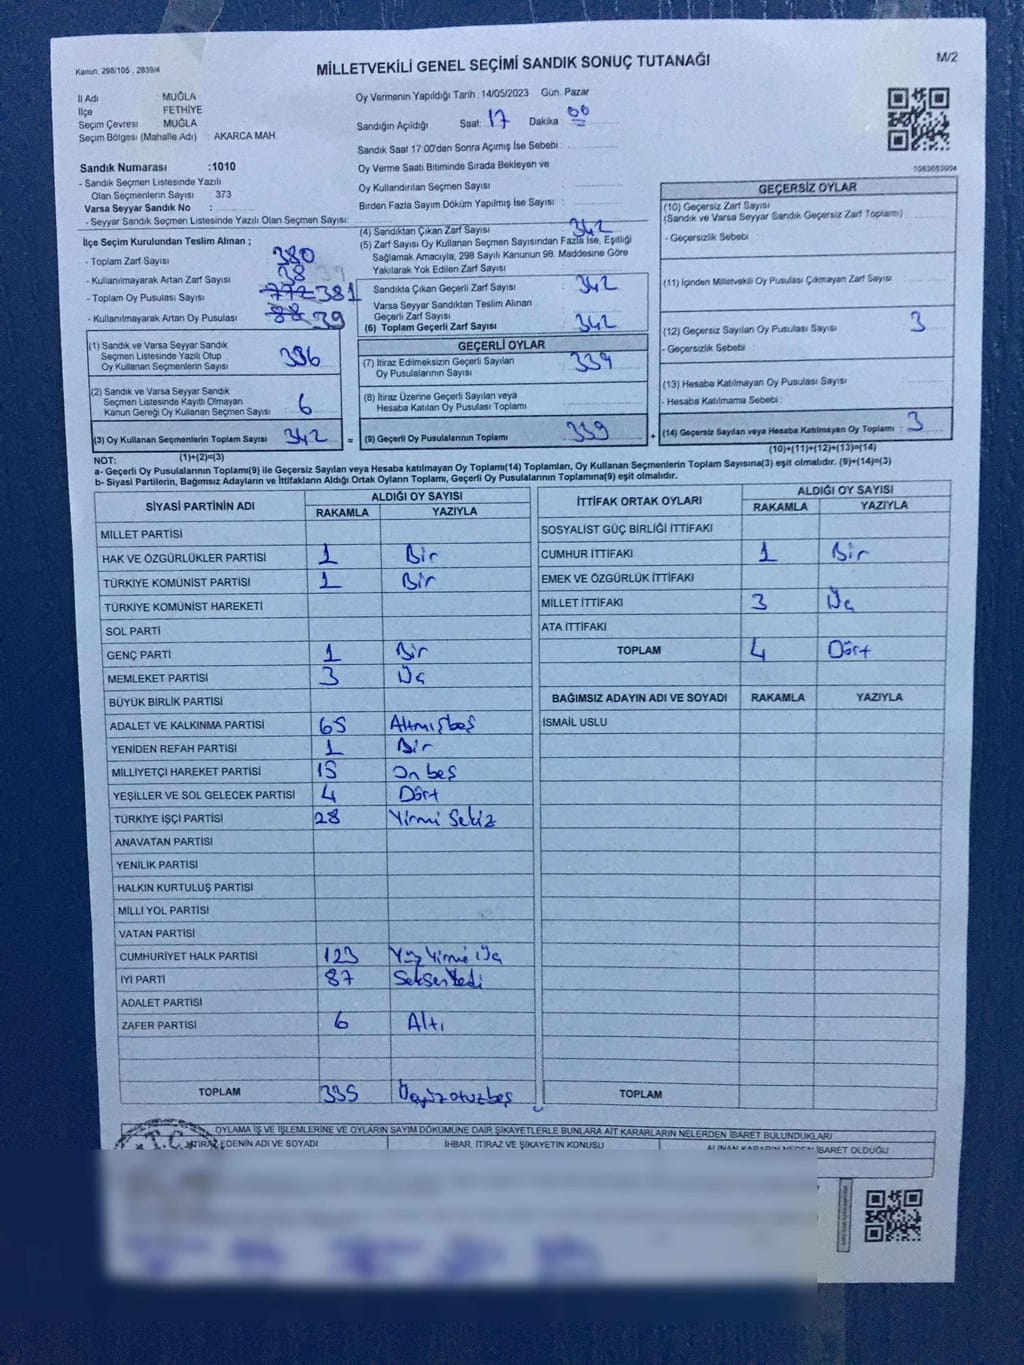 Kanun: 298/105 , 2839/4
MİLLETVEKİLİ GENEL SEÇİMİ SANDIK SONUÇ TUTANAĞI
M/2
İl Adı : MUĞLA
İlçe : FETHİYE
Seçim Çevresi : MUĞLA
Seçim Bölgesi (Mahalle Adı) : AKARCA MAH.
Sandık Numarası :1010
- Sandık Seçmen Listesinde Yazılı
Olan Seçmenlerin Sayısı : 373
Varsa Seyyar Sandık No :
- Seyyar Sandık Seçmen Listesinde Yazılı Olan Seçmen Sayısı:
Oy Vermenin Yapıldığı Tarih : 14/05/2023 Gün: Pazar
Sandığın Açıldığı Saat: 17 Dakika : 00
Sandık Saat 17:00'den Sonra Açımış İse Sebebi :
Oy Verme Saati Bitiminde Sırada Bekleyen ve
Oy Kullandırılan Seçmen Sayısı :
Birden Fazla Sayım Döküm Yapılmış İse Sayısı :
1063653994
İlçe Seçim Kurulundan Teslim Alınan ;
- Toplam Zarf Sayısı : 380
- Kullanılmayarak Artan Zarf Sayısı : 38
- Toplam Oy Pusulası Sayısı : 381
- Kullanılmayarak Artan Oy Pusulası : 39
(1) Sandık ve Varsa Seyyar Sandık
Seçmen Listesinde Yazılı Olup
Oy Kullanan Seçmenlerin Sayısı : 336
(2) Sandık ve Varsa Seyyar Sandık
Seçmen Listesinde Kayıtlı Olmayan
Kanun Gereği Oy Kullanan Seçmen Sayısı : 6
(3) Oy Kullanan Seçmenlerin Toplam Sayısı : 342 =
(1)+(2)=(3)
(4) Sandıktan Çıkan Zarf Sayısı : 342
(5) Zarf Sayısı Oy Kullanan Seçmen Sayısından Fazla İse, Eşitliği
Sağlamak Amacıyla, 298 Sayılı Kanunun 98. Maddesine Göre
Yakılarak Yok Edilen Zarf Sayısı :
Sandıkta Çıkan Geçerli Zarf Sayısı : 342
Varsa Seyyar Sandıktan Teslim Alınan
Geçerli Zarf Sayısı :
(6) Toplam Geçerli Zarf Sayısı : 342
GEÇERLİ OYLAR
(7) İtiraz Edilmeksizin Geçerli Sayılan
Oy Pusulalarının Sayısı : 339
(8) İtiraz Üzerine Geçerli Sayılan veya
Hesaba Katılan Oy Pusulası Toplamı :
(9) Geçerli Oy Pusulalarının Toplamı : 339 +
GEÇERSİZ OYLAR
(10) Geçersiz Zarf Sayısı :
(Sandık ve Varsa Seyyar Sandık Geçersiz Zarf Toplamı)
- Geçersizlik Sebebi :
(11) İçinden Milletvekili Oy Pusulası Çıkmayan Zarf Sayısı :
(12) Geçersiz Sayılan Oy Pusulası Sayısı : 3
- Geçersizlik Sebebi :
(13) Hesaba Katılmayan Oy Pusulası Sayısı :
- Hesaba Katılmama Sebebi :
(14) Geçersiz Sayılan veya Hesaba Katılmayan Oy Toplamı : 3
(10)+(11)+(12)+(13)=(14)
NOT:
a- Geçerli Oy Pusulalarının Toplamı(9) ile Geçersiz Sayılan veya Hesaba katılmayan Oy Toplamı(14) Toplamları, Oy Kullanan Seçmenlerin Toplam Sayısına(3) eşit olmalıdır. (9)+(14)=(3)
b- Siyasi Partilerin, Bağımsız Adayların ve İttifakların Aldığı Ortak Oyların Toplamı, Geçerli Oy Pusulalarının Toplamına(9) eşit olmalıdır.
SİYASİ PARTİNİN ADI ALDIĞI OY SAYISI
RAKAMLA YAZIYLA
MİLLET PARTİSİ
HAK VE ÖZGÜRLÜKLER PARTİSİ 1 Bir
TÜRKİYE KOMÜNİST PARTİSİ 1 Bir
TÜRKİYE KOMÜNİST HAREKETİ
SOL PARTİ
GENÇ PARTİ 1 Bir
MEMLEKET PARTİSİ 3 Üç
BÜYÜK BİRLİK PARTİSİ
ADALET VE KALKINMA PARTİSİ 65 Altmışbeş
YENİDEN REFAH PARTİSİ 1 Bir
MİLLİYETÇİ HAREKET PARTİSİ 15 On beş
YEŞİLLER VE SOL GELECEK PARTİSİ 4 Dört
TÜRKİYE İŞÇİ PARTİSİ 28 Yirmi Sekiz
ANAVATAN PARTİSİ
YENİLİK PARTİSİ
HALKIN KURTULUŞ PARTİSİ
MİLLİ YOL PARTİSİ
VATAN PARTİSİ
CUMHURİYET HALK PARTİSİ 123 Yüz Yirmi Üç
İYİ PARTİ 87 Seksen Yedi
ADALET PARTİSİ
ZAFER PARTİSİ 6 Altı
TOPLAM 335 Üçyüzotuzbeş
İTTİFAK ORTAK OYLARI ALDIĞI OY SAYISI
RAKAMLA YAZIYLA
SOSYALİST GÜÇ BİRLİĞİ İTTİFAKI
CUMHUR İTTİFAKI 1 Bir
EMEK VE ÖZGÜRLÜK İTTİFAKI
MİLLET İTTİFAKI 3 Üç
ATA İTTİFAKI
TOPLAM 4 Dört
BAĞIMSIZ ADAYIN ADI VE SOYADI RAKAMLA YAZIYLA
İSMAİL USLU
TOPLAM
OYLAMA İŞ VE İŞLEMLERİNE VE OYLARIN SAYIM DÖKÜMÜNE DAİR ŞİKAYETLERLE BUNLARA AİT KARARLARIN NELERDEN İBARET BULUNDUKLARI
İTİRAZ EDENİN ADI VE SOYADI İHBAR, İTİRAZ VE ŞİKAYETİN KONUSU ALINAN KARARIN NEDEN İBARET OLDUĞU
T.C.